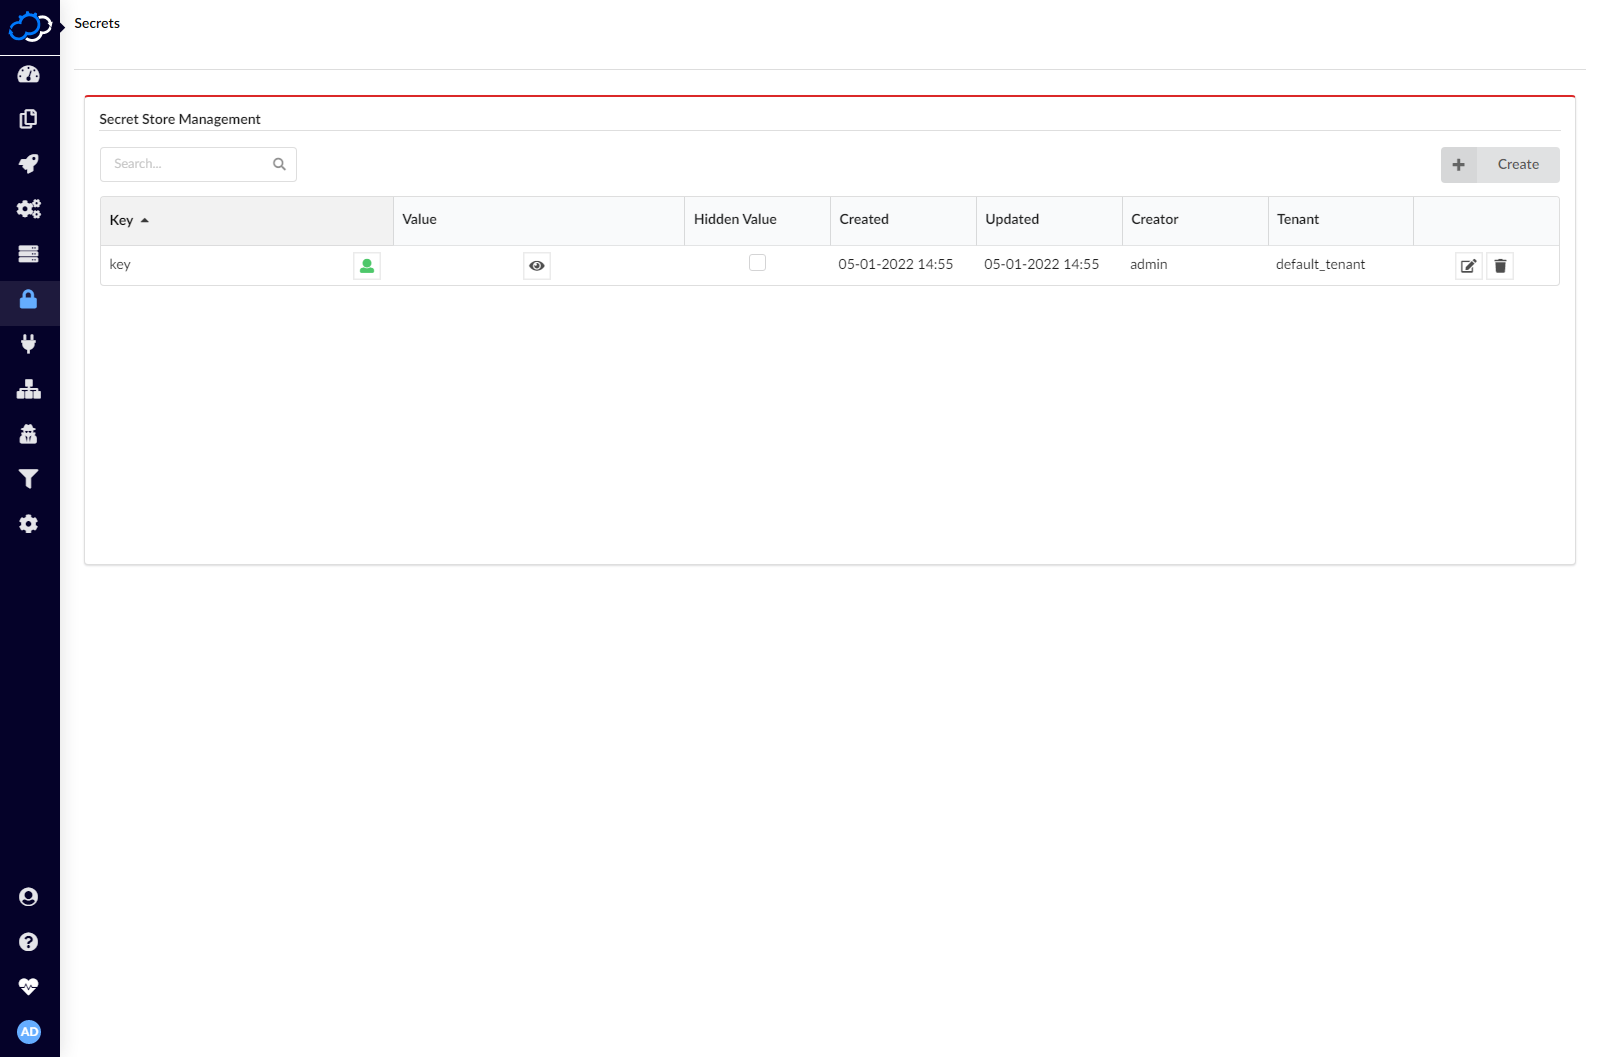 Secrets
Secret Store Management
Search...
Create
Key Value Hidden Value Created Updated Creator Tenant
key 05-01-2022 14:55 05-01-2022 14:55 admin default_tenant
AD